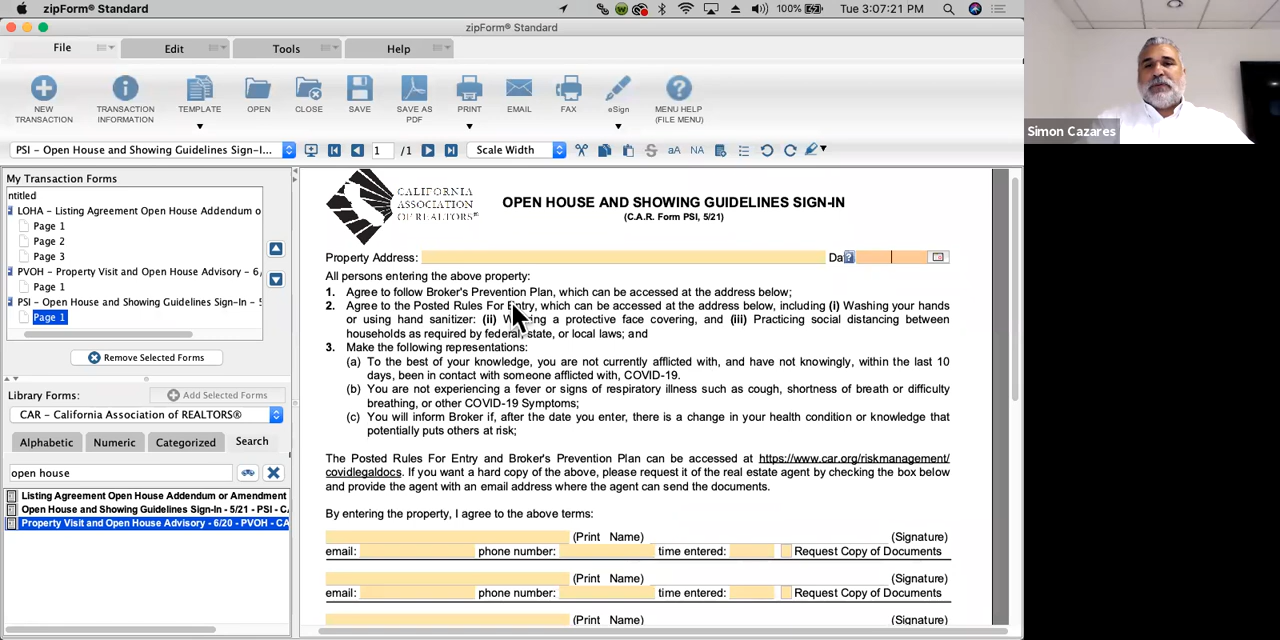 zipForm® Standard
100%
Tue 3:07:21 PM
zipForm® Standard
File
Edit
Tools
Help
NEW TRANSACTION
TRANSACTION INFORMATION
TEMPLATE
OPEN
CLOSE
SAVE
SAVE AS PDF
PRINT
EMAIL
FAX
eSign
MENU HELP (FILE MENU)
PSI - Open House and Showing Guidelines Sign-I...
1 /1
Scale Width
aA
NA
My Transaction Forms
ntitled
LOHA - Listing Agreement Open House Addendum o
Page 1
Page 2
Page 3
PVOH - Property Visit and Open House Advisory - 6/
Page 1
PSI - Open House and Showing Guidelines Sign-In - 5
Page 1
Remove Selected Forms
Library Forms:
Add Selected Forms
CAR - California Association of REALTORS®
Alphabetic
Numeric
Categorized
Search
open house
Listing Agreement Open House Addendum or Amendment
Open House and Showing Guidelines Sign-In - 5/21 - PSI - C
Property Visit and Open House Advisory - 6/20 - PVOH - CA
CALIFORNIA
ASSOCIATION
OF REALTORS®
OPEN HOUSE AND SHOWING GUIDELINES SIGN-IN
(C.A.R. Form PSI, 5/21)
Property Address:
Da
All persons entering the above property:
1. Agree to follow Broker's Prevention Plan, which can be accessed at the address below;
2. Agree to the Posted Rules For Entry, which can be accessed at the address below, including (i) Washing your hands
or using hand sanitizer: (ii) a protective face covering, and (iii) Practicing social distancing between
households as required by federal, state, or local laws; and
3. Make the following representations:
(a) To the best of your knowledge, you are not currently afflicted with, and have not knowingly, within the last 10
days, been in contact with someone afflicted with, COVID-19.
(b) You are not experiencing a fever or signs of respiratory illness such as cough, shortness of breath or difficulty
breathing, or other COVID-19 Symptoms;
(c) You will inform Broker if, after the date you enter, there is a change in your health condition or knowledge that
potentially puts others at risk;
The Posted Rules For Entry and Broker's Prevention Plan can be accessed at https://www.car.org/riskmanagement/
covidlegaldocs. If you want a hard copy of the above, please request it of the real estate agent by checking the box below
and provide the agent with an email address where the agent can send the documents.
By entering the property, I agree to the above terms:
(Print Name) (Signature)
email: phone number: time entered: Request Copy of Documents
(Print Name) (Signature)
email: phone number: time entered: Request Copy of Documents
(Print Name) (Signature)
Simon Cazares